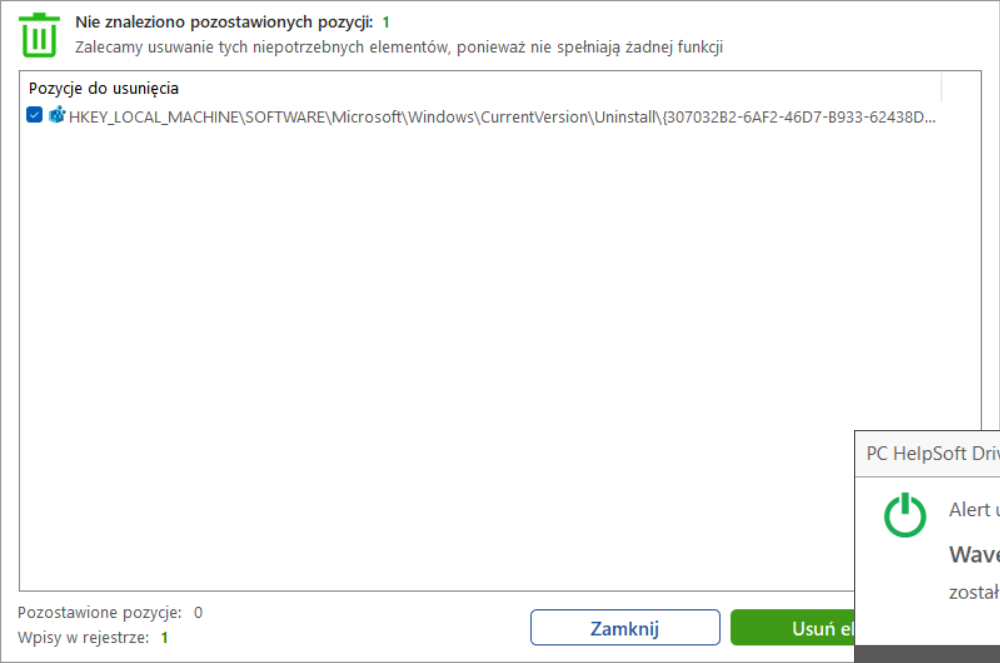 Nie znaleziono pozostawionych pozycji: 1
Zalecamy usuwanie tych niepotrzebnych elementów, ponieważ nie spełniają żadnej funkcji
Pozycje do usunięcia
HKEY_LOCAL_MACHINE\SOFTWARE\Microsoft\Windows\CurrentVersion\Uninstall\{307032B2-6AF2-46D7-B933-62438D...
PC HelpSoft Driv
Alert u
Wave
został
Pozostawione pozycje: 0
Wpisy w rejestrze: 1
Zamknij
Usuń el